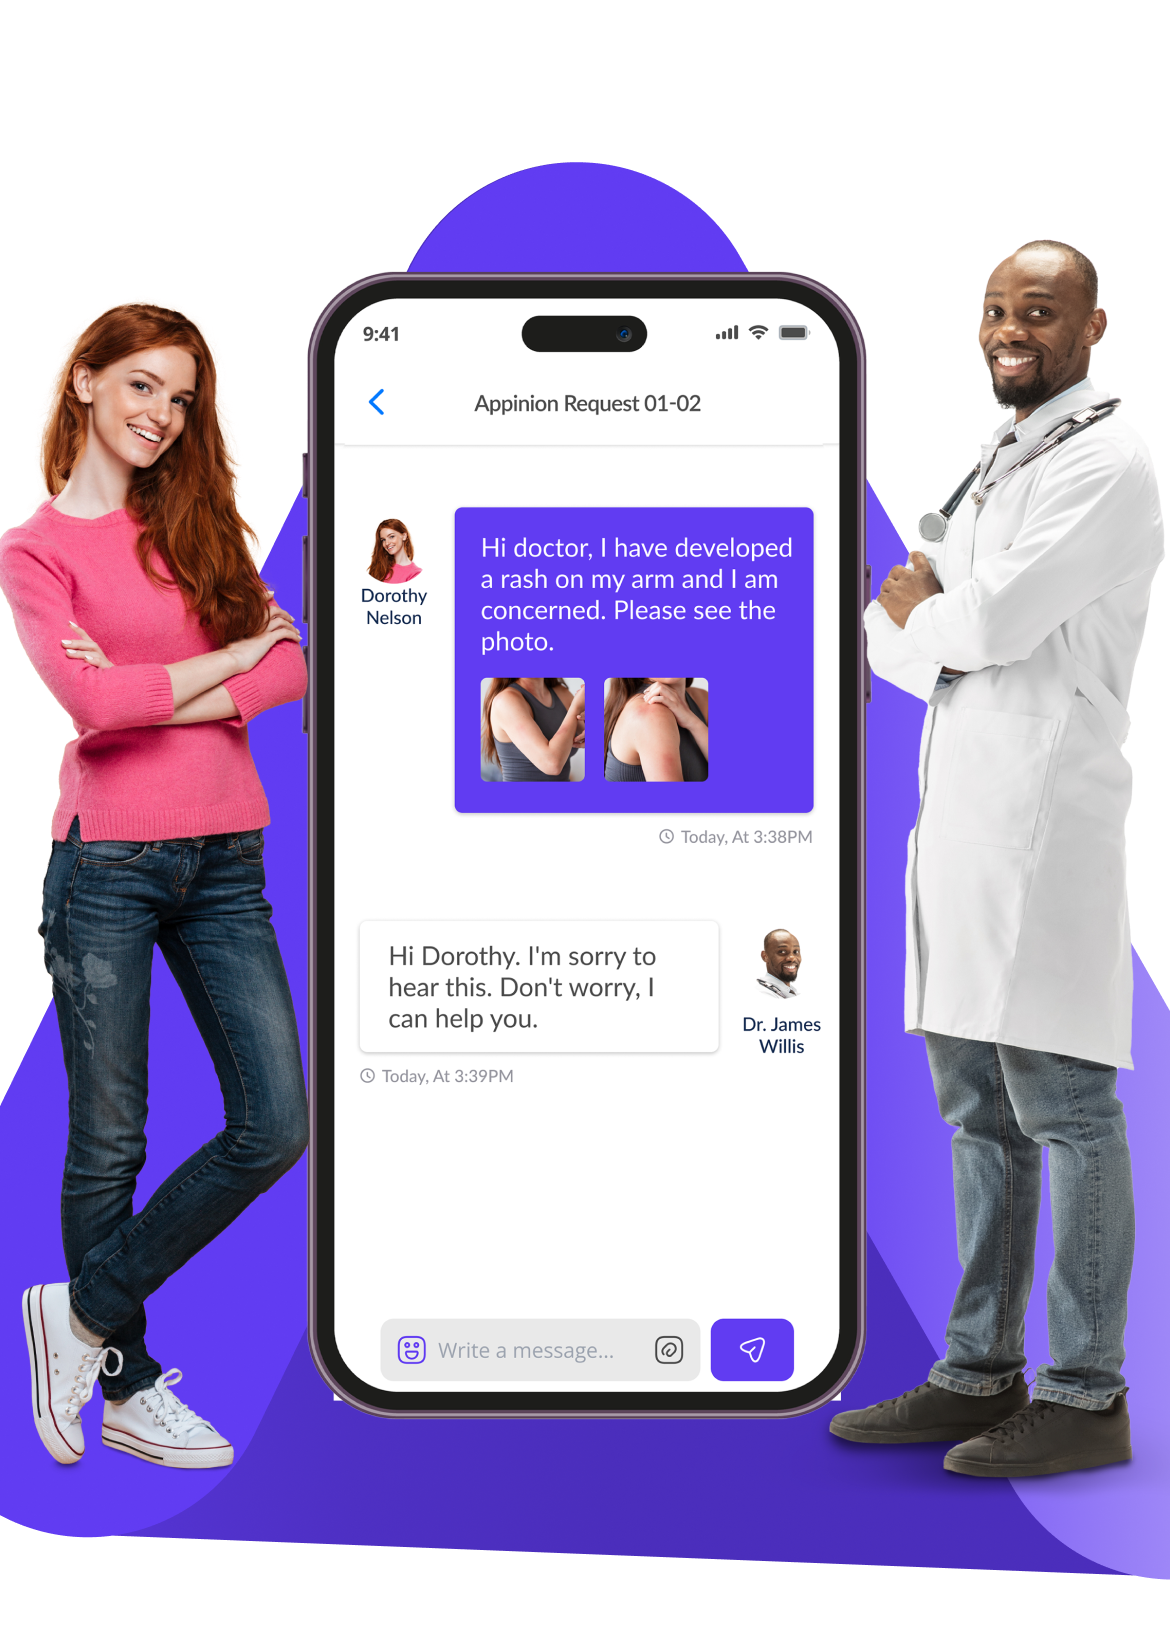 9:41
Appinion Request 01-02
Dorothy
Nelson
Hi doctor, I have developed
a rash on my arm and I am
concerned. Please see the
photo.
Today, At 3:38PM
Hi Dorothy. I'm sorry to
hear this. Don't worry, I
can help you.
Dr. James
Willis
Today, At 3:39PM
Write a message...